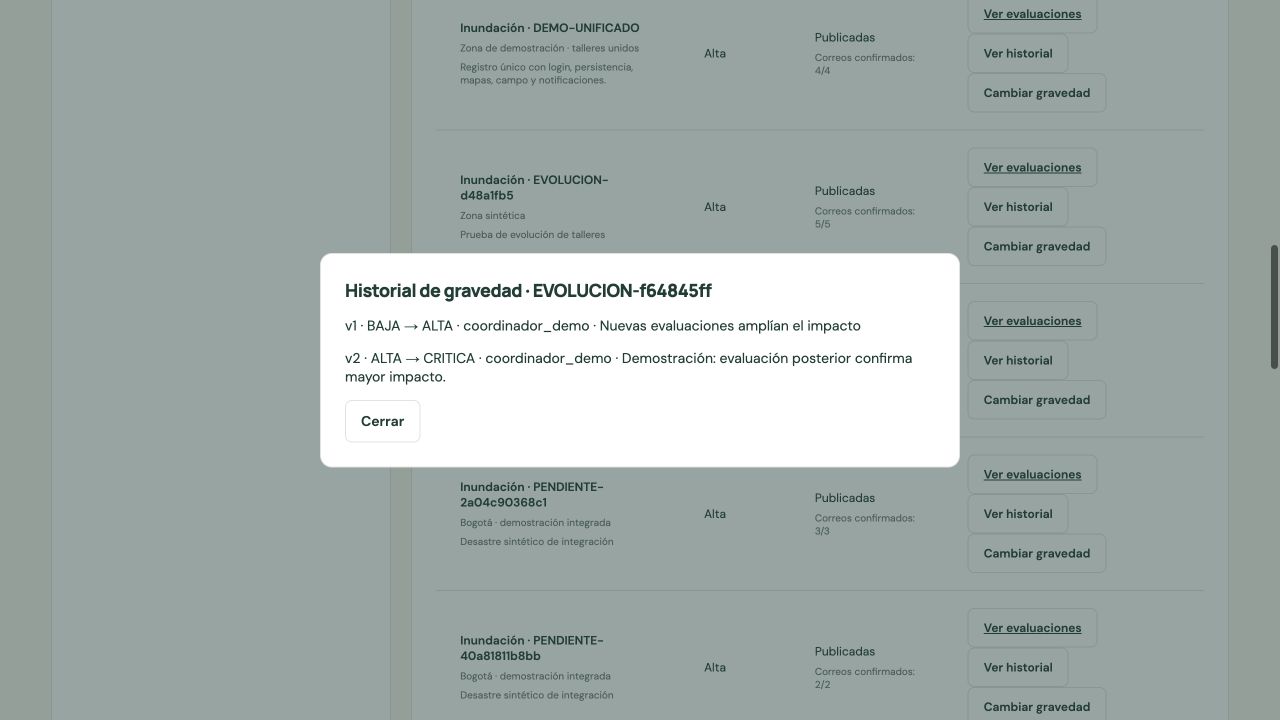 Inundación · DEMO-UNIFICADO
Zona de demostración · talleres unidos
Registro único con login, persistencia,
mapas, campo y notificaciones.
Alta
Publicadas
Correos confirmados:
4/4
Ver evaluaciones
Ver historial
Cambiar gravedad
Inundación · EVOLUCION-
d48a1fb5
Zona sintética
Prueba de evolución de talleres
Alta
Publicadas
Correos confirmados:
5/5
Ver evaluaciones
Ver historial
Cambiar gravedad
Historial de gravedad · EVOLUCION-f64845ff
v1 · BAJA → ALTA · coordinador_demo · Nuevas evaluaciones amplían el impacto
v2 · ALTA → CRITICA · coordinador_demo · Demostración: evaluación posterior confirma
mayor impacto.
Cerrar
Ver evaluaciones
Ver historial
Cambiar gravedad
Inundación · PENDIENTE-
2a04c90368c1
Bogotá · demostración integrada
Desastre sintético de integración
Alta
Publicadas
Correos confirmados:
3/3
Ver evaluaciones
Ver historial
Cambiar gravedad
Inundación · PENDIENTE-
40a81811b8bb
Bogotá · demostración integrada
Desastre sintético de integración
Alta
Publicadas
Correos confirmados:
2/2
Ver evaluaciones
Ver historial
Cambiar gravedad